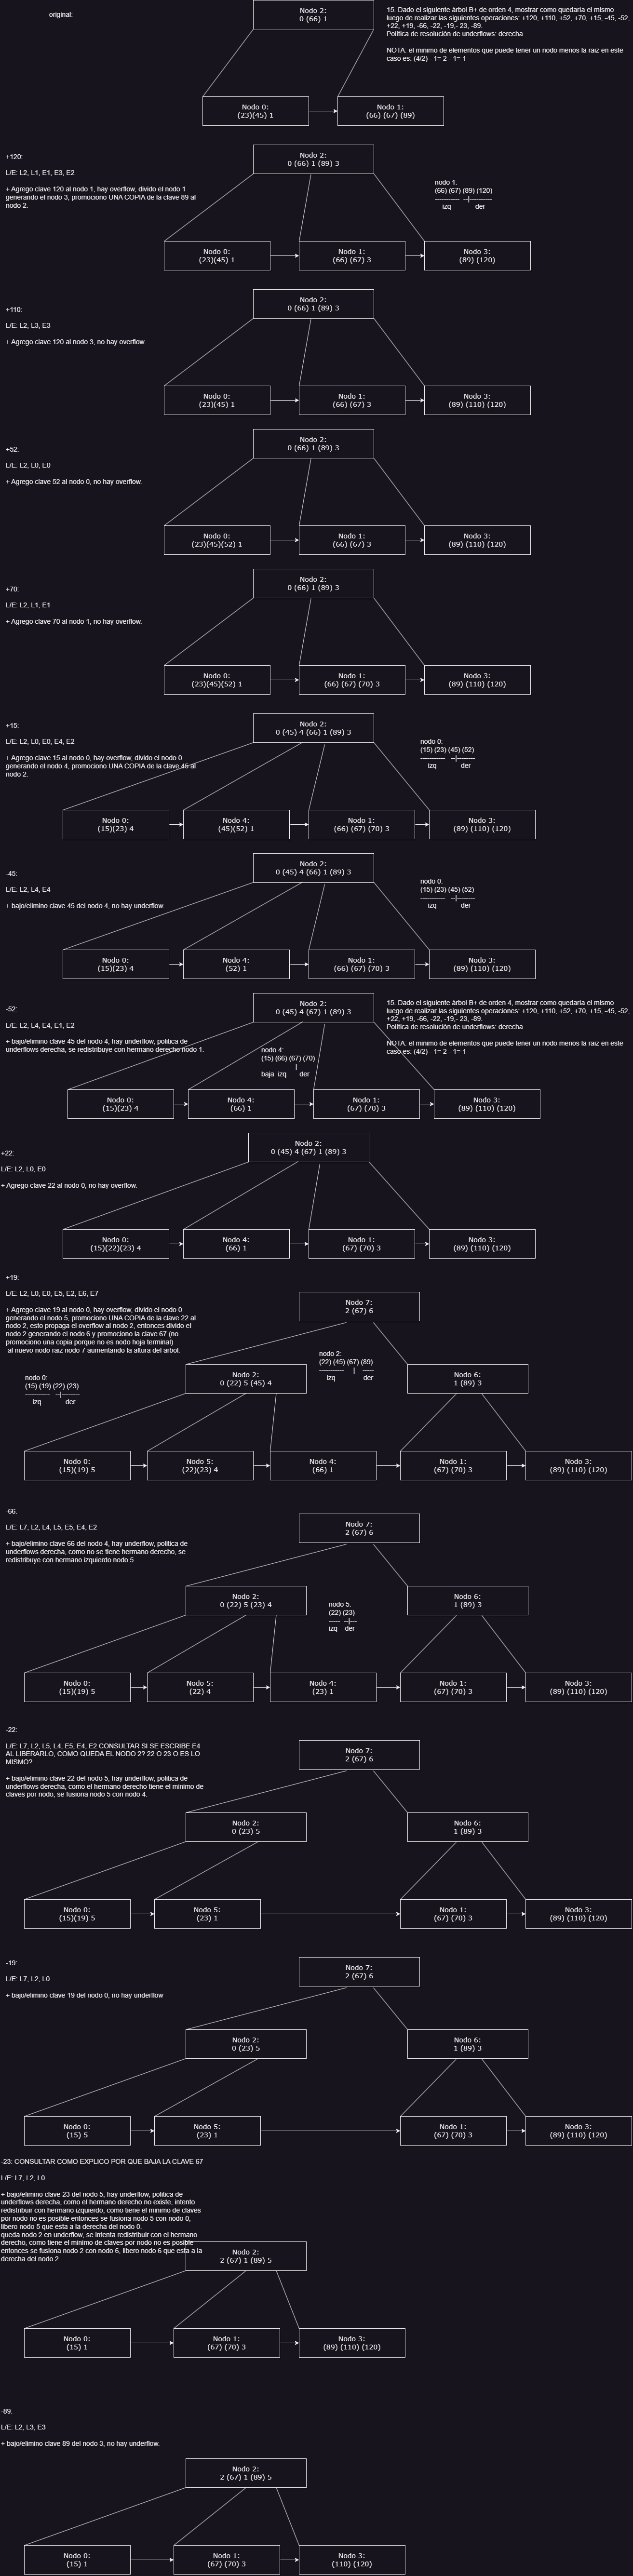 original:
Nodo 2:
0 (66) 1
15. Dado el siguiente árbol B+ de orden 4, mostrar como quedaría el mismo
luego de realizar las siguientes operaciones: +120, +110, +52, +70, +15, -45, -52,
+22, +19, -66, -22, -19,- 23, -89.
Política de resolución de underflows: derecha
NOTA: el minimo de elementos que puede tener un nodo menos la raiz en este
caso es: (4/2) - 1= 2 - 1= 1
Nodo 0:
(23)(45) 1
Nodo 1:
(66) (67) (89)
+120:
L/E: L2, L1, E1, E3, E2
+ Agrego clave 120 al nodo 1, hay overflow, divido el nodo 1
generando el nodo 3, promociono UNA COPIA de la clave 89 al
nodo 2.
Nodo 2:
0 (66) 1 (89) 3
nodo 1:
(66) (67) (89) (120)
------------ ---|-----------
izq der
Nodo 0:
(23)(45) 1
Nodo 1:
(66) (67) 3
Nodo 3:
(89) (120)
+110:
L/E: L2, L3, E3
+ Agrego clave 120 al nodo 3, no hay overflow.
Nodo 2:
0 (66) 1 (89) 3
Nodo 0:
(23)(45) 1
Nodo 1:
(66) (67) 3
Nodo 3:
(89) (110) (120)
+52:
L/E: L2, L0, E0
+ Agrego clave 52 al nodo 0, no hay overflow.
Nodo 2:
0 (66) 1 (89) 3
Nodo 0:
(23)(45)(52) 1
Nodo 1:
(66) (67) 3
Nodo 3:
(89) (110) (120)
+70:
L/E: L2, L1, E1
+ Agrego clave 70 al nodo 1, no hay overflow.
Nodo 2:
0 (66) 1 (89) 3
Nodo 0:
(23)(45)(52) 1
Nodo 1:
(66) (67) (70) 3
Nodo 3:
(89) (110) (120)
+15:
L/E: L2, L0, E0, E4, E2
+ Agrego clave 15 al nodo 0, hay overflow, divido el nodo 0
generando el nodo 4, promociono UNA COPIA de la clave 45 al
nodo 2.
Nodo 2:
0 (45) 4 (66) 1 (89) 3
nodo 0:
(15) (23) (45) (52)
------------ ---|---------
izq der
Nodo 0:
(15)(23) 4
Nodo 4:
(45)(52) 1
Nodo 1:
(66) (67) (70) 3
Nodo 3:
(89) (110) (120)
-45:
L/E: L2, L4, E4
+ bajo/elimino clave 45 del nodo 4, no hay underflow.
Nodo 2:
0 (45) 4 (66) 1 (89) 3
nodo 0:
(15) (23) (45) (52)
------------ ---|---------
izq der
Nodo 0:
(15)(23) 4
Nodo 4:
(52) 1
Nodo 1:
(66) (67) (70) 3
Nodo 3:
(89) (110) (120)
-52:
L/E: L2, L4, E4, E1, E2
+ bajo/elimino clave 45 del nodo 4, hay underflow, politica de
underflows derecha, se redistribuye con hermano derecho nodo 1.
Nodo 2:
0 (45) 4 (67) 1 (89) 3
15. Dado el siguiente árbol B+ de orden 4, mostrar como quedaría el mismo
luego de realizar las siguientes operaciones: +120, +110, +52, +70, +15, -45, -52,
+22, +19, -66, -22, -19,- 23, -89.
Política de resolución de underflows: derecha
NOTA: el minimo de elementos que puede tener un nodo menos la raiz en este
caso es: (4/2) - 1= 2 - 1= 1
nodo 4:
(15) (66) (67) (70)
----- ---- ---|---------
baja izq der
Nodo 0:
(15)(23) 4
Nodo 4:
(66) 1
Nodo 1:
(67) (70) 3
Nodo 3:
(89) (110) (120)
+22:
L/E: L2, L0, E0
+ Agrego clave 22 al nodo 0, no hay overflow.
Nodo 2:
0 (45) 4 (67) 1 (89) 3
Nodo 0:
(15)(22)(23) 4
Nodo 4:
(66) 1
Nodo 1:
(67) (70) 3
Nodo 3:
(89) (110) (120)
+19:
L/E: L2, L0, E0, E5, E2, E6, E7
+ Agrego clave 19 al nodo 0, hay overflow, divido el nodo 0
generando el nodo 5, promociono UNA COPIA de la clave 22 al
nodo 2, esto propaga el overflow al nodo 2, entonces divido el
nodo 2 generando el nodo 6 y promociono la clave 67 (no
promociono una copia porque no es nodo hoja terminal)
al nuevo nodo raiz nodo 7 aumentando la altura del arbol.
Nodo 7:
2 (67) 6
nodo 0:
(15) (19) (22) (23)
------------ ---|---------
izq der
Nodo 2:
0 (22) 5 (45) 4
nodo 2:
(22) (45) (67) (89)
------------ | -----
izq der
Nodo 6:
1 (89) 3
Nodo 0:
(15)(19) 5
Nodo 5:
(22)(23) 4
Nodo 4:
(66) 1
Nodo 1:
(67) (70) 3
Nodo 3:
(89) (110) (120)
-66:
L/E: L7, L2, L4, L5, E5, E4, E2
+ bajo/elimino clave 66 del nodo 4, hay underflow, politica de
underflows derecha, como no se tiene hermano derecho, se
redistribuye con hermano izquierdo nodo 5.
Nodo 7:
2 (67) 6
Nodo 2:
0 (22) 5 (23) 4
nodo 5:
(22) (23)
----- ---|---
izq der
Nodo 6:
1 (89) 3
Nodo 0:
(15)(19) 5
Nodo 5:
(22) 4
Nodo 4:
(23) 1
Nodo 1:
(67) (70) 3
Nodo 3:
(89) (110) (120)
-22:
L/E: L7, L2, L5, L4, E5, E4, E2 CONSULTAR SI SE ESCRIBE E4
AL LIBERARLO, COMO QUEDA EL NODO 2? 22 O 23 O ES LO
MISMO?
+ bajo/elimino clave 22 del nodo 5, hay underflow, politica de
underflows derecha, como el hermano derecho tiene el minimo de
claves por nodo, se fusiona nodo 5 con nodo 4.
Nodo 7:
2 (67) 6
Nodo 2:
0 (23) 5
Nodo 6:
1 (89) 3
Nodo 0:
(15)(19) 5
Nodo 5:
(23) 1
Nodo 1:
(67) (70) 3
Nodo 3:
(89) (110) (120)
-19:
L/E: L7, L2, L0
+ bajo/elimino clave 19 del nodo 0, no hay underflow
Nodo 7:
2 (67) 6
Nodo 2:
0 (23) 5
Nodo 6:
1 (89) 3
Nodo 0:
(15) 5
Nodo 5:
(23) 1
Nodo 1:
(67) (70) 3
Nodo 3:
(89) (110) (120)
-23: CONSULTAR COMO EXPLICO POR QUE BAJA LA CLAVE 67
L/E: L7, L2, L0
+ bajo/elimino clave 23 del nodo 5, hay underflow, politica de
underflows derecha, como el hermano derecho no existe, intento
redistribuir con hermano izquierdo, como tiene el minimo de claves
por nodo no es posible entonces se fusiona nodo 5 con nodo 0,
libero nodo 5 que esta a la derecha del nodo 0.
queda nodo 2 en underflow, se intenta redistribuir con el hermano
derecho, como tiene el minimo de claves por nodo no es posible
entonces se fusiona nodo 2 con nodo 6, libero nodo 6 que esta a la
derecha del nodo 2.
Nodo 2:
2 (67) 1 (89) 5
Nodo 0:
(15) 1
Nodo 1:
(67) (70) 3
Nodo 3:
(89) (110) (120)
-89:
L/E: L2, L3, E3
+ bajo/elimino clave 89 del nodo 3, no hay underflow.
Nodo 2:
2 (67) 1 (89) 5
Nodo 0:
(15) 1
Nodo 1:
(67) (70) 3
Nodo 3:
(110) (120)